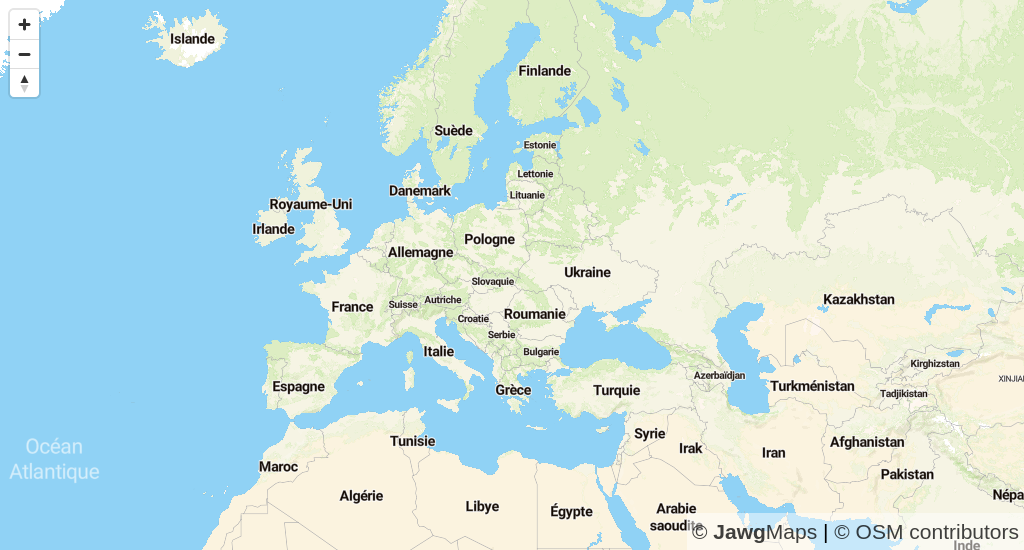 Islande
Finlande
Suède
Estonie
Lettonie
Danemark
Lituanie
Royaume-Uni
Irlande
Pologne
Allemagne
Ukraine
Slovaquie
Kazakhstan
Suisse
Autriche
France
Roumanie
Croatie
Serbie
Italie
Bulgarie
Kirghizstan
Azerbaïdjan
XINJIAN
Espagne
Grèce
Turquie
Turkménistan
Tadjikistan
Syrie
Tunisie
Irak
Afghanistan
Océan
Atlantique
Iran
Maroc
Pakistan
Algérie
Libye
Égypte
Arabie
saoudite
Népa
© JawgMaps | © OSM contributors
Inde